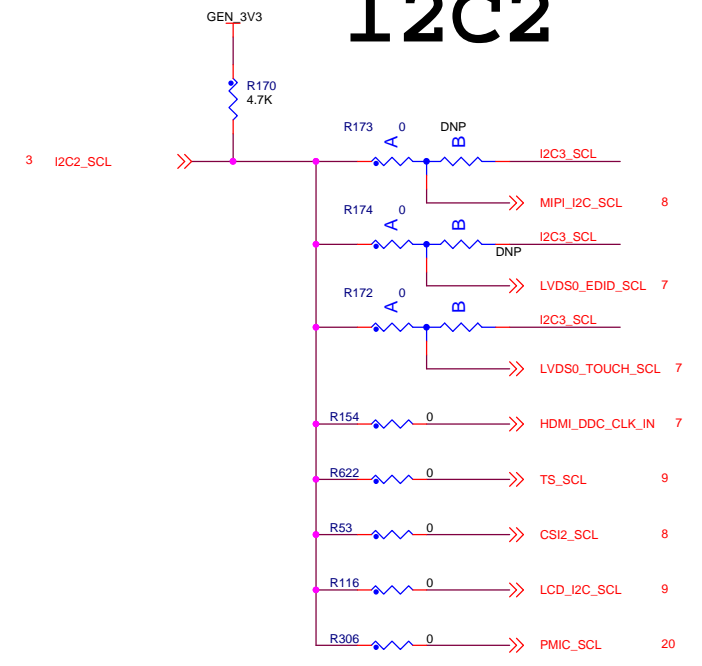 I2C2
GEN_3V3
R170
4.7K
3 I2C2_SCL
R173 0 DNP
A B
I2C3_SCL
MIPI_I2C_SCL 8
R174 0
A B
I2C3_SCL
DNP
LVDS0_EDID_SCL 7
R172 0
A B
I2C3_SCL
LVDS0_TOUCH_SCL 7
R154 0 HDMI_DDC_CLK_IN 7
R622 0 TS_SCL 9
R53 0 CSI2_SCL 8
R116 0 LCD_I2C_SCL 9
R306 0 PMIC_SCL 20